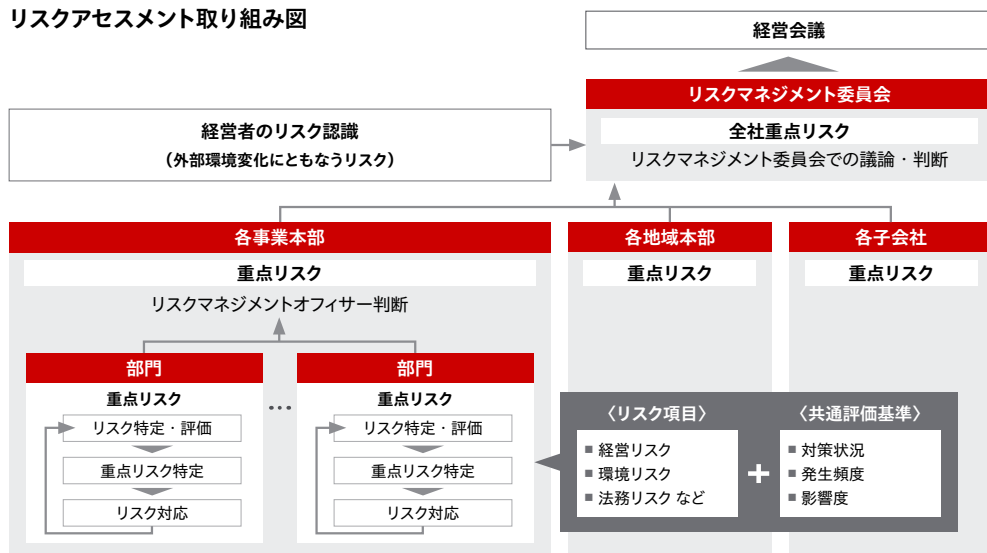 リスクアセスメント取り組み図
経営会議
リスクマネジメント委員会
全社重点リスク
リスクマネジメント委員会での議論・判断
経営者のリスク認識
（外部環境変化にともなうリスク）
各事業本部
重点リスク
リスクマネジメントオフィサー判断
部門
重点リスク
リスク特定・評価
重点リスク特定
リスク対応
…
部門
重点リスク
リスク特定・評価
重点リスク特定
リスク対応
各地域本部
重点リスク
各子会社
重点リスク
〈リスク項目〉
■ 経営リスク
■ 環境リスク
■ 法務リスク など
+
〈共通評価基準〉
■ 対策状況
■ 発生頻度
■ 影響度